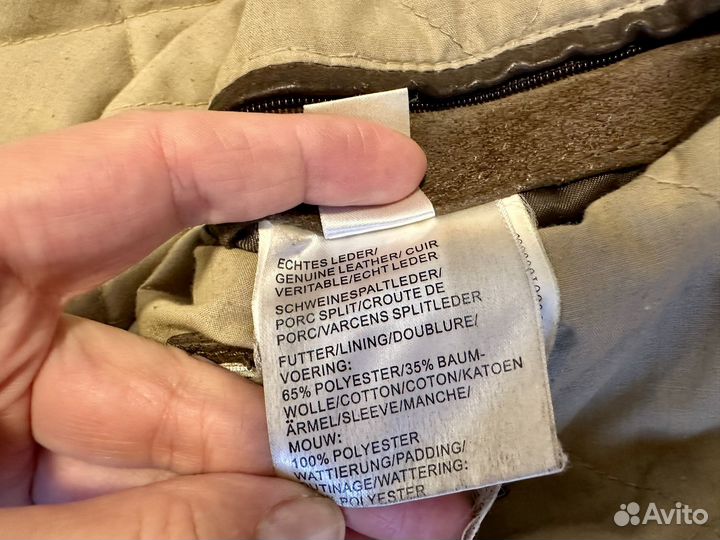 ECHTES LEDER/
GENUINE LEATHER/ CUIR
VERITABLE/ECHT LEDER
SCHWEINESPALTLEDER/
PORC SPLIT/CROUTE DE
PORC/VARCENS SPLITLEDER
FUTTER/LINING/DOUBLURE/
VOERING:
65% POLYESTER/35% BAUM-
WOLLE/COTTON/COTON/KATOEN
ÄRMEL/SLEEVE/MANCHE/
MOUW:
100% POLYESTER
WATTIERUNG/PADDING/
NTINAGE/WATTERING:
POLYESTER
Avito